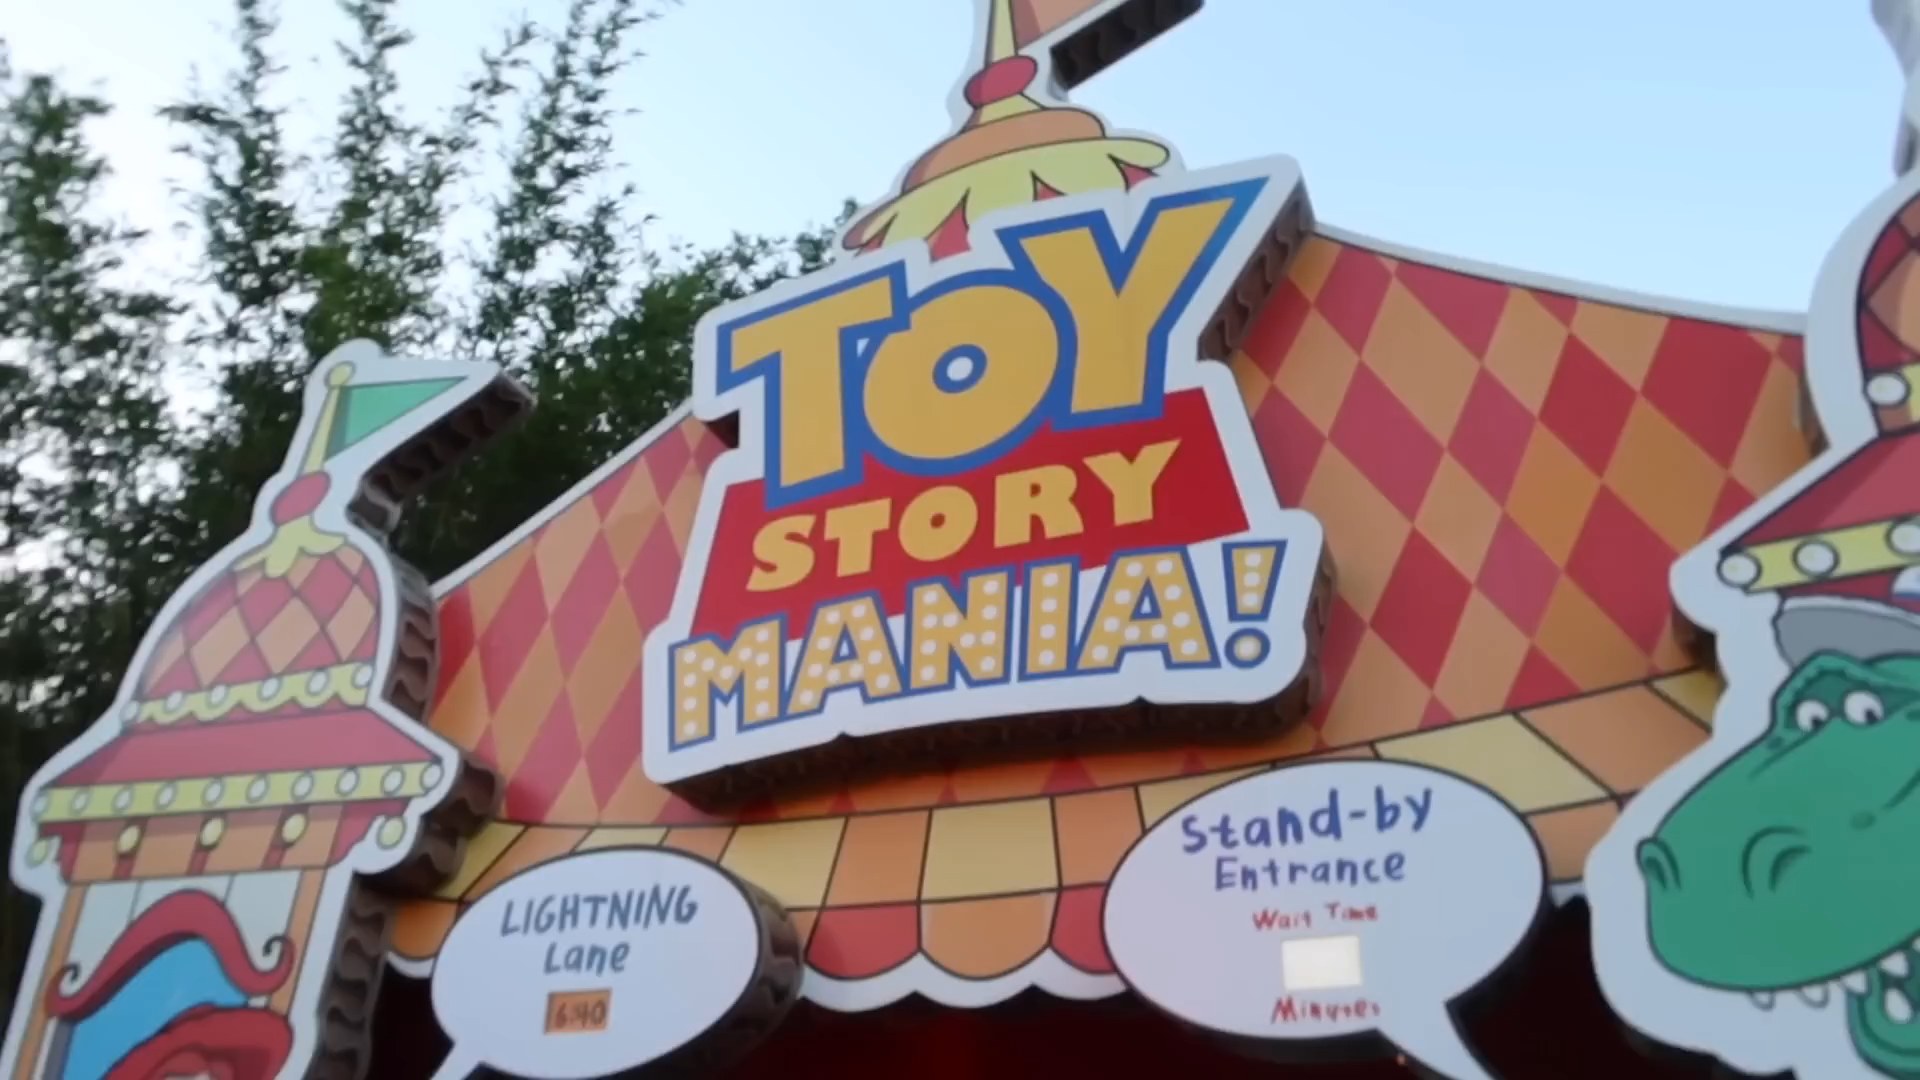 TOY
STORY
MANIA!
LIGHTNING
Lane
6:40
Stand-by
Entrance
Wait Time
Minutes